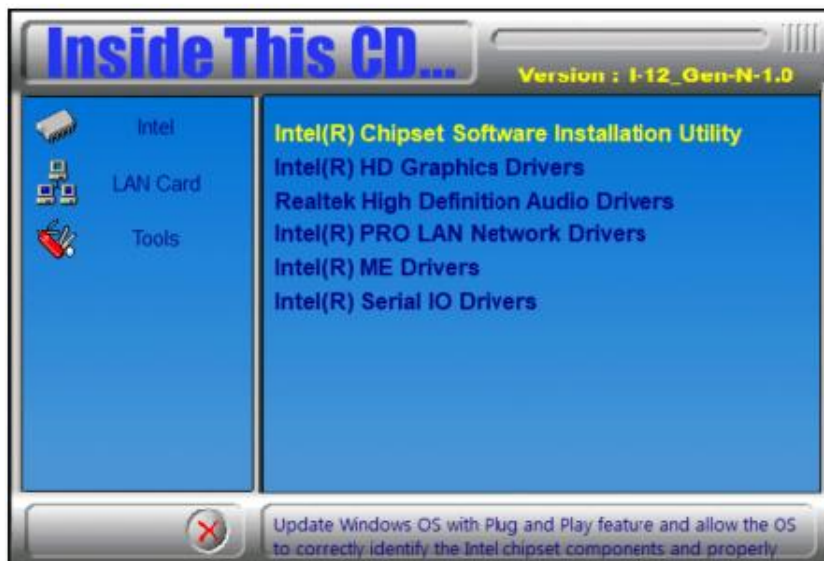 Inside This CD...
Version : I-12_Gen-N-1.0
Intel
LAN Card
Tools
Intel(R) Chipset Software Installation Utility
Intel(R) HD Graphics Drivers
Realtek High Definition Audio Drivers
Intel(R) PRO LAN Network Drivers
Intel(R) ME Drivers
Intel(R) Serial IO Drivers
Update Windows OS with Plug and Play feature and allow the OS
to correctly identify the Intel chipset components and properly